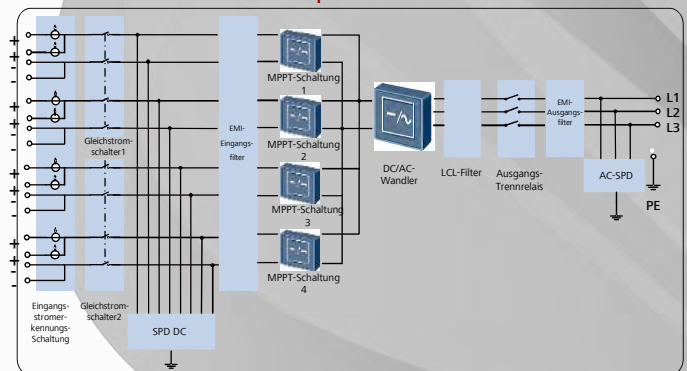 +
+
-
-
+
+
-
-
+
+
-
-
+
+
-
-
Eingangs-
stromer-
kennungs-
Schaltung
Gleichstrom-
schalter1
Gleichstrom-
schalter2
SPD DC
EMI-
Eingangs-
filter
MPPT-Schaltung
1
MPPT-Schaltung
2
MPPT-Schaltung
3
MPPT-Schaltung
4
DC/AC-
Wandler
LCL-Filter
Ausgangs-
Trennrelais
EMI-
Ausgangs-
filter
AC-SPD
L1
L2
L3
PE